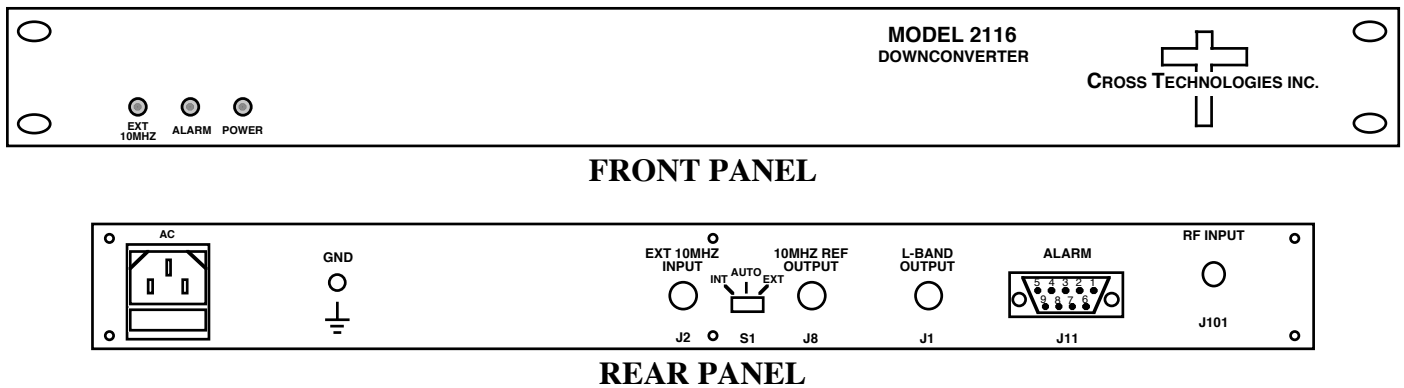 MODEL 2116
DOWNCONVERTER
CROSS TECHNOLOGIES INC.
EXT
10MHZ
ALARM
POWER
FRONT PANEL
AC
GND
EXT 10MHZ
INPUT
J2
INT
AUTO
EXT
S1
10MHZ REF
OUTPUT
J8
L-BAND
OUTPUT
J1
ALARM
5 4 3 2 1
9 8 7 6
J11
RF INPUT
J101
REAR PANEL